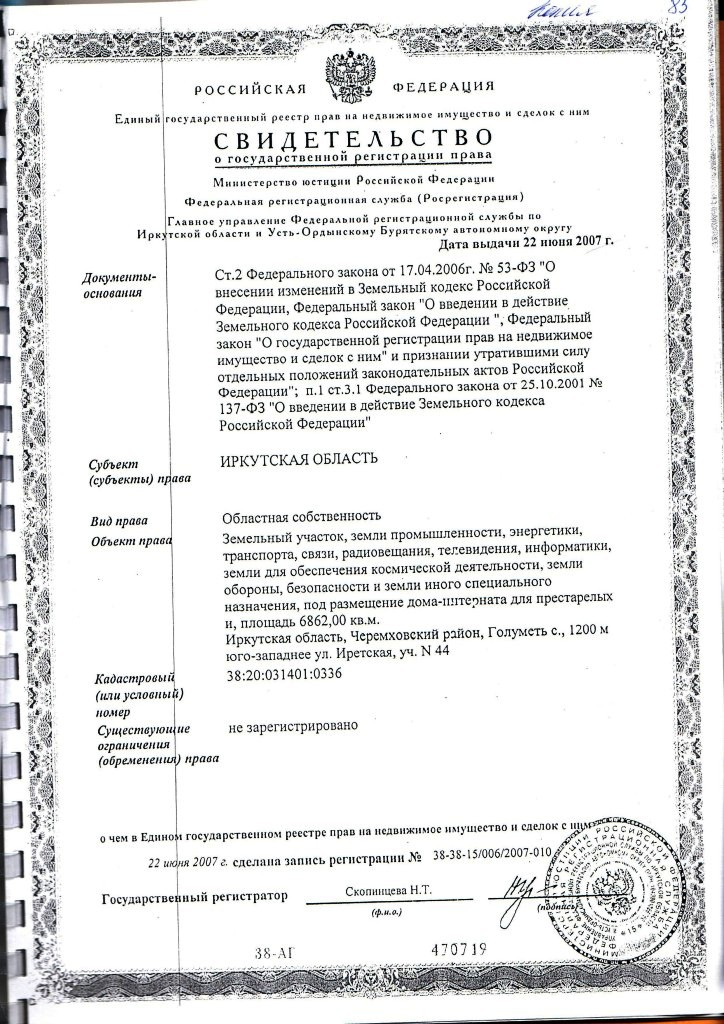 83
РОССИЙСКАЯ ФЕДЕРАЦИЯ
Единый государственный реестр прав на недвижимое имущество и сделок с ним
СВИДЕТЕЛЬСТВО
о государственной регистрации права
Министерство юстиции Российской Федерации
Федеральная регистрационная служба (Росрегистрация)
Главное управление Федеральной регистрационной службы по
Иркутской области и Усть-Ордынскому Бурятскому автономному округу
Дата выдачи 22 июня 2007 г.
Документы-
основания
Ст.2 Федерального закона от 17.04.2006г. № 53-ФЗ "О
внесении изменений в Земельный кодекс Российской
Федерации, Федеральный закон "О введении в действие
Земельного кодекса Российской Федерации ", Федеральный
закон "О государственной регистрации прав на недвижимое
имущество и сделок с ним" и признании утратившими силу
отдельных положений законодательных актов Российской
Федерации"; п.1 ст.3.1 Федерального закона от 25.10.2001 №
137-ФЗ "О введении в действие Земельного кодекса
Российской Федерации"
Субъект
(субъекты) права
ИРКУТСКАЯ ОБЛАСТЬ
Вид права
Областная собственность
Объект права
Земельный участок, земли промышленности, энергетики,
транспорта, связи, радиовещания, телевидения, информатики,
земли для обеспечения космической деятельности, земли
обороны, безопасности и земли иного специального
назначения, под размещение дома-интерната для престарелых
и, площадь 6862,00 кв.м.
Иркутская область, Черемховский район, Голуметь с., 1200 м
юго-западнее ул. Иретская, уч. N 44
Кадастровый
(или условный)
номер
38:20:031401:0336
Существующие
ограничения
(обременения) права
не зарегистрировано
о чем в Едином государственном реестре прав на недвижимое имущество и сделок с ним
22 июня 2007 г. сделана запись регистрации № 38-38-15/006/2007-010
Государственный регистратор
Скопинцева Н.Т.
(ф.и.о.)
(подпись)
38-АГ 470719